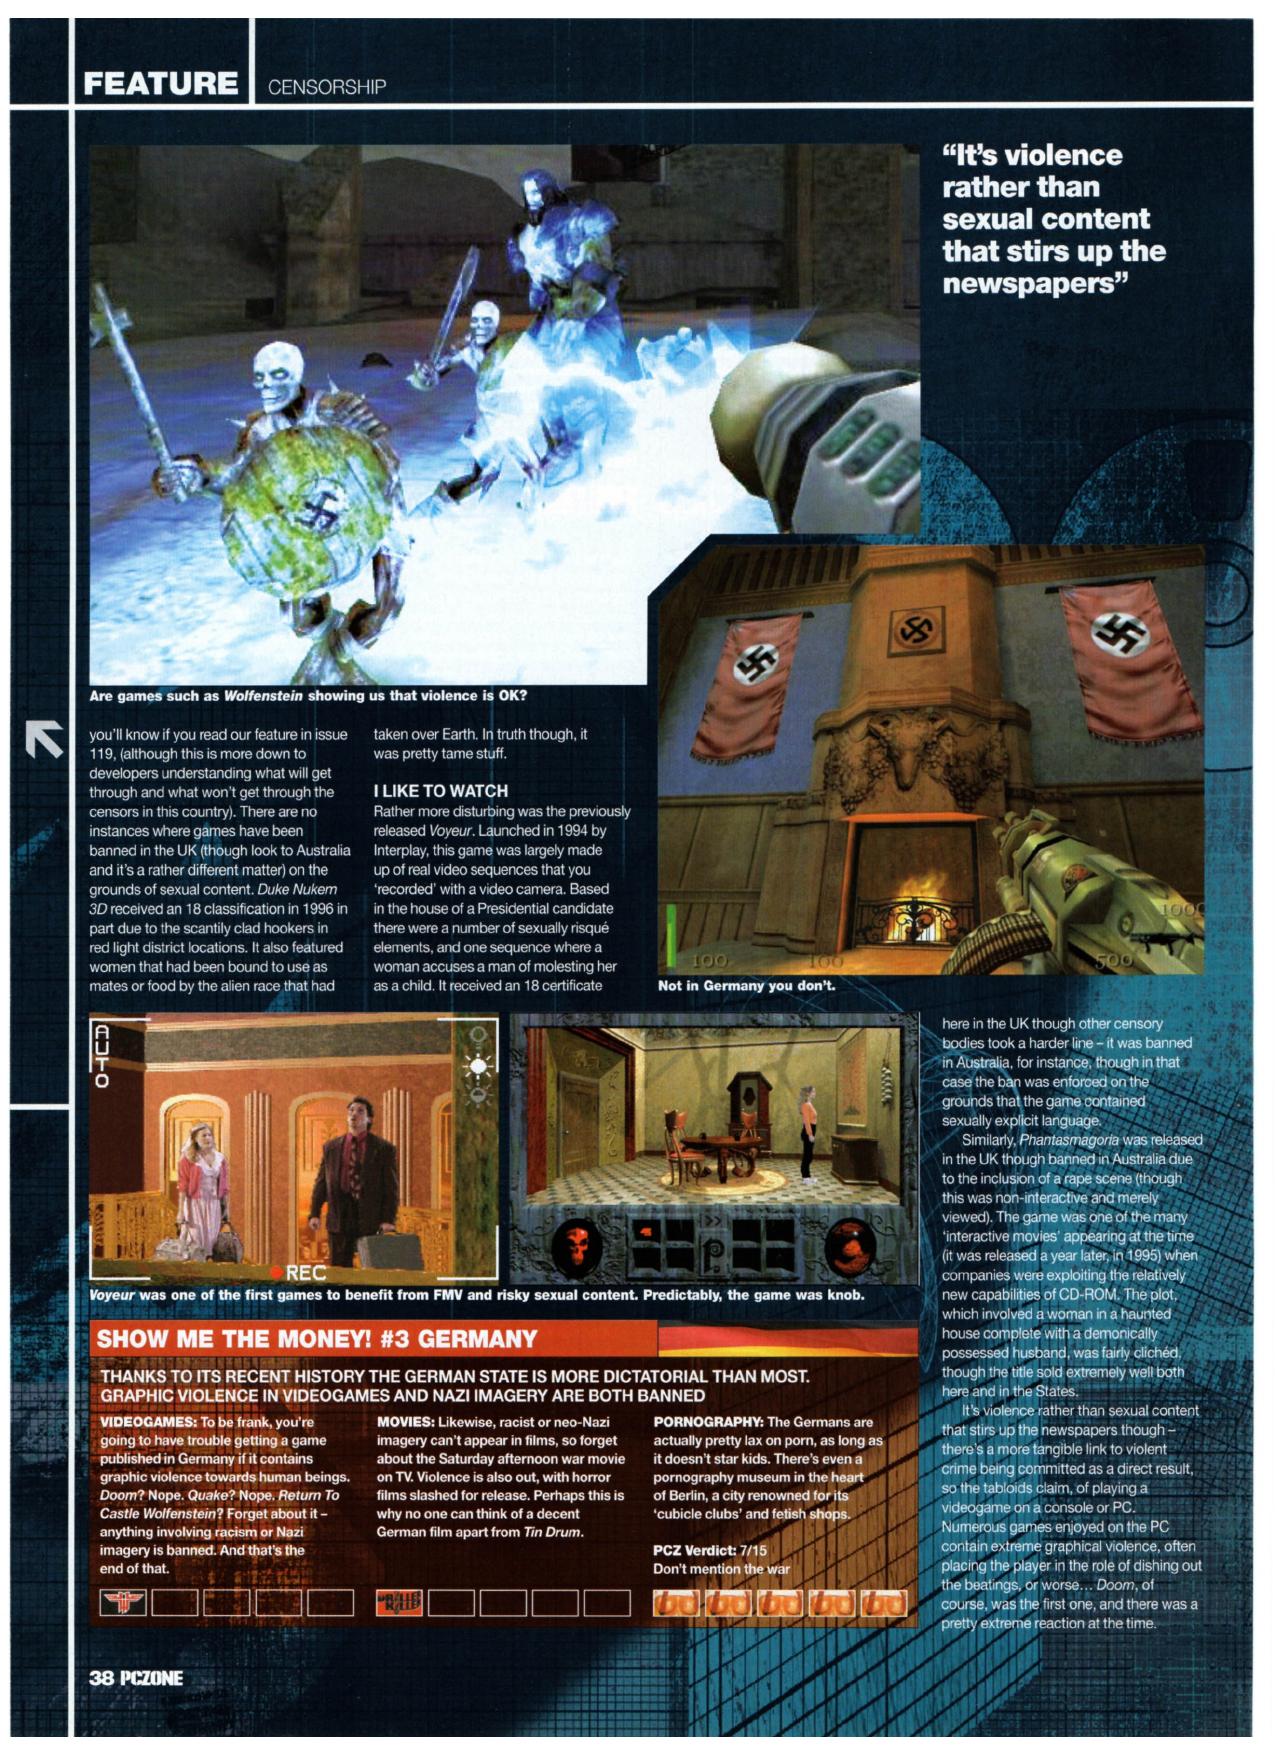 FEATURE
CENSORSHIP
“It’s violence
rather than
sexual content
that stirs up the
newspapers”
Are games such as Wolfenstein showing us that violence is OK?
you’ll know if you read our feature in issue
119, (although this is more down to
developers understanding what will get
through and what won’t get through the
censors in this country). There are no
instances where games have been
banned in the UK (though look to Australia
and it’s a rather different matter) on the
grounds of sexual content. Duke Nukem
3D received an 18 classification in 1996 in
part due to the scantily clad hookers in
red light district locations. It also featured
women that had been bound to use as
mates or food by the alien race that had
taken over Earth. In truth though, it
was pretty tame stuff.
I LIKE TO WATCH
Rather more disturbing was the previously
released Voyeur. Launched in 1994 by
Interplay, this game was largely made
up of real video sequences that you
‘recorded’ with a video camera. Based
in the house of a Presidential candidate
there were a number of sexually risqué
elements, and one sequence where a
woman accuses a man of molesting her
as a child. It received an 18 certificate
100
100
500
1000
Not in Germany you don’t.
AUTO
REC
Voyeur was one of the first games to benefit from FMV and risky sexual content. Predictably, the game was knob.
here in the UK though other censory
bodies took a harder line – it was banned
in Australia, for instance, though in that
case the ban was enforced on the
grounds that the game contained
sexually explicit language.
Similarly, Phantasmagoria was released
in the UK though banned in Australia due
to the inclusion of a rape scene (though
this was non-interactive and merely
viewed). The game was one of the many
‘interactive movies’ appearing at the time
(it was released a year later, in 1995) when
companies were exploiting the relatively
new capabilities of CD-ROM. The plot,
which involved a woman in a haunted
house complete with a demonically
possessed husband, was fairly clichéd,
though the title sold extremely well both
here and in the States.
It’s violence rather than sexual content
that stirs up the newspapers though –
there’s a more tangible link to violent
crime being committed as a direct result,
so the tabloids claim, of playing a
videogame on a console or PC.
Numerous games enjoyed on the PC
contain extreme graphical violence, often
placing the player in the role of dishing out
the beatings, or worse... Doom, of
course, was the first one, and there was a
pretty extreme reaction at the time.
SHOW ME THE MONEY! #3 GERMANY
THANKS TO ITS RECENT HISTORY THE GERMAN STATE IS MORE DICTATORIAL THAN MOST.
GRAPHIC VIOLENCE IN VIDEOGAMES AND NAZI IMAGERY ARE BOTH BANNED
VIDEOGAMES: To be frank, you’re
going to have trouble getting a game
published in Germany if it contains
graphic violence towards human beings.
Doom? Nope. Quake? Nope. Return To
Castle Wolfenstein? Forget about it –
anything involving racism or Nazi
imagery is banned. And that’s the
end of that.
MOVIES: Likewise, racist or neo-Nazi
imagery can’t appear in films, so forget
about the Saturday afternoon war movie
on TV. Violence is also out, with horror
films slashed for release. Perhaps this is
why no one can think of a decent
German film apart from Tin Drum.
PORNOGRAPHY: The Germans are
actually pretty lax on porn, as long as
it doesn’t star kids. There’s even a
pornography museum in the heart
of Berlin, a city renowned for its
‘cubicle clubs’ and fetish shops.
PCZ Verdict: 7/15
Don’t mention the war
38 PCZONE